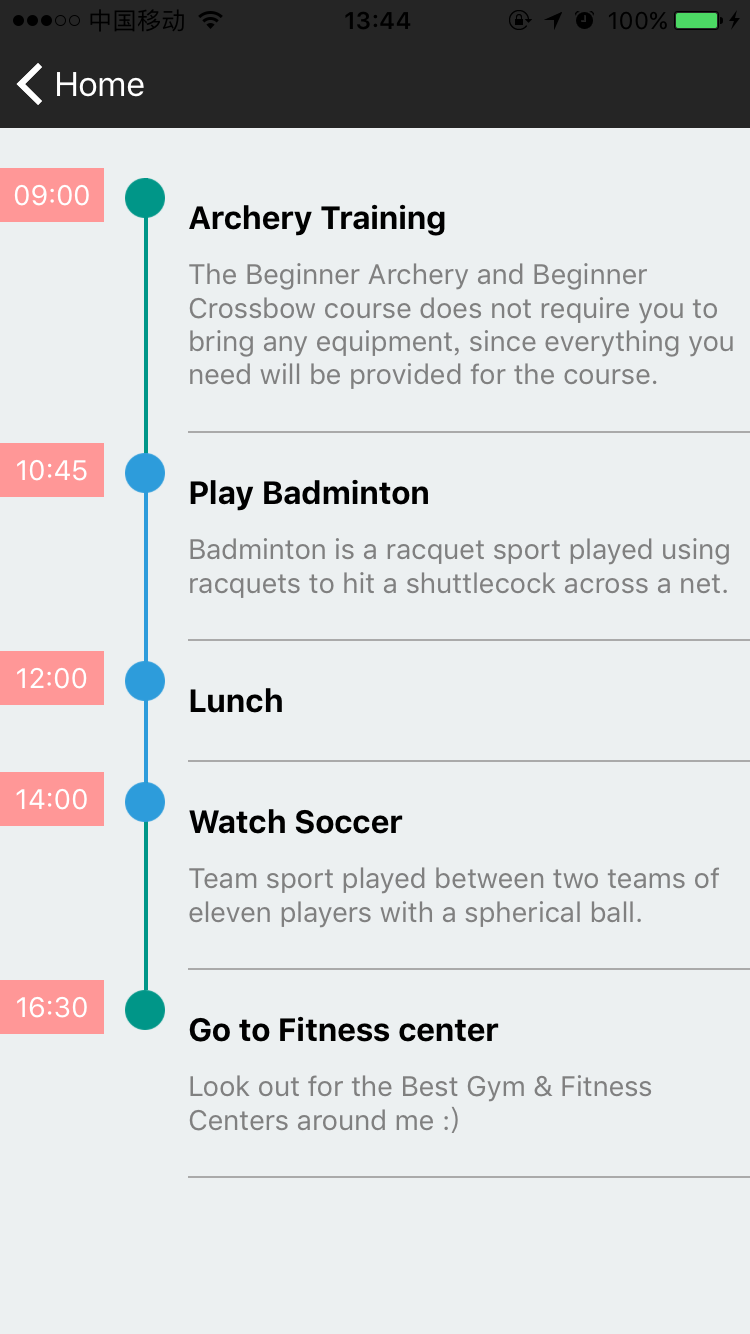 中国移动 13:44 100%
Home
09:00
Archery Training
The Beginner Archery and Beginner
Crossbow course does not require you to
bring any equipment, since everything you
need will be provided for the course.
10:45
Play Badminton
Badminton is a racquet sport played using
racquets to hit a shuttlecock across a net.
12:00
Lunch
14:00
Watch Soccer
Team sport played between two teams of
eleven players with a spherical ball.
16:30
Go to Fitness center
Look out for the Best Gym & Fitness
Centers around me :)